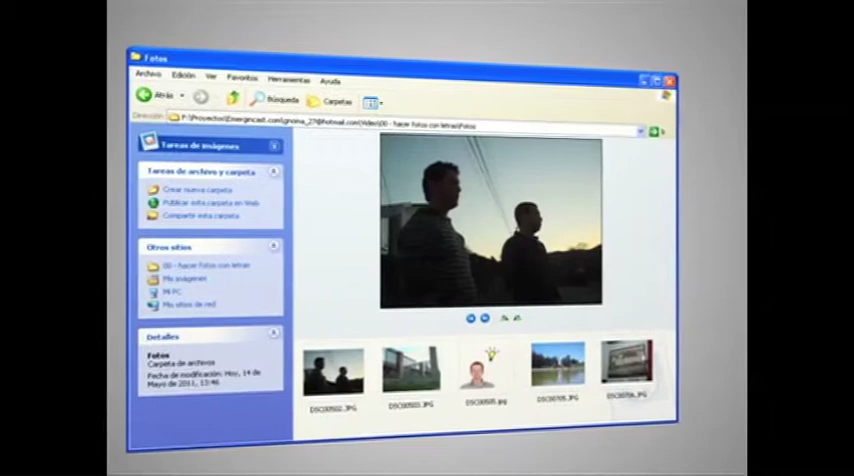 Fotos
Archivo Edición Ver Favoritos Herramientas Ayuda
Atrás Búsqueda Carpetas
Dirección
Tareas de imágenes
Tareas de archivo y carpeta
Crear nueva carpeta
Publicar esta carpeta en Web
Compartir esta carpeta
Otros sitios
00 - hacer fotos con letras
Mis imágenes
Mi PC
Mis sitios de red
Detalles
Fotos
Carpeta de archivos
Fecha de modificación: Hoy, 14 de
Mayo de 2011, 13:46
DSC00502.JPG DSC00503.JPG DSC00505.jpg DSC00705.JPG DSC00706.JPG